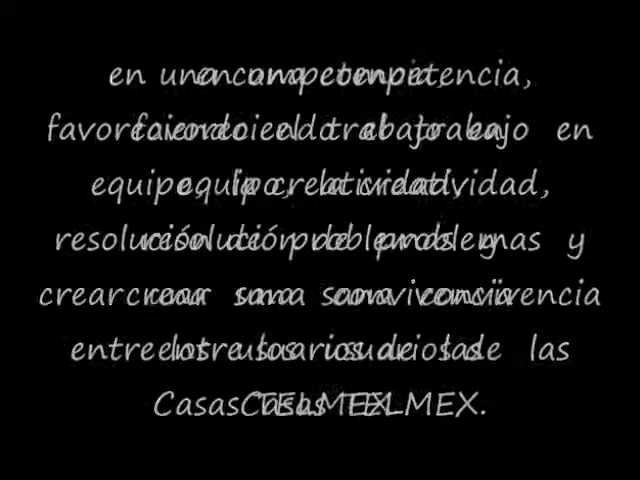 en una competencia,
favoreciendo el trabajo en
equipo, la creatividad,
resolución de problemas y
crear una sana convivencia
entre los usuarios de las
Casas TELMEX.